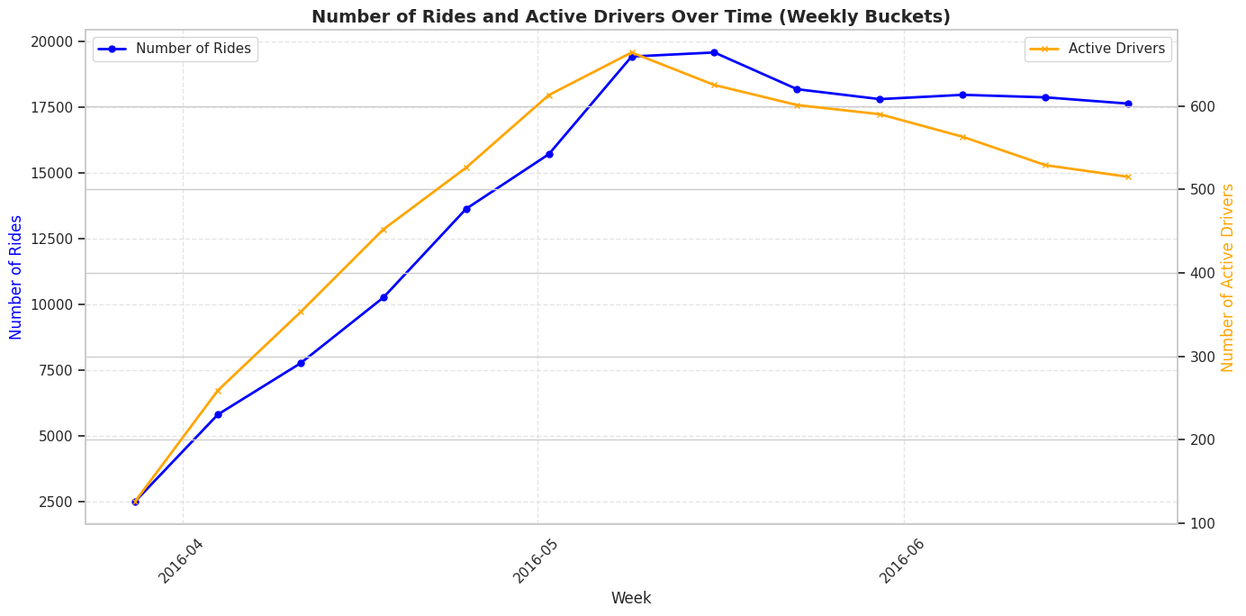 Number of Rides and Active Drivers Over Time (Weekly Buckets)
Number of Rides
Active Drivers
Number of Rides
20000
17500
15000
12500
10000
7500
5000
2500
600
500
400
300
200
100
Number of Active Drivers
2016-04
2016-05
2016-06
Week